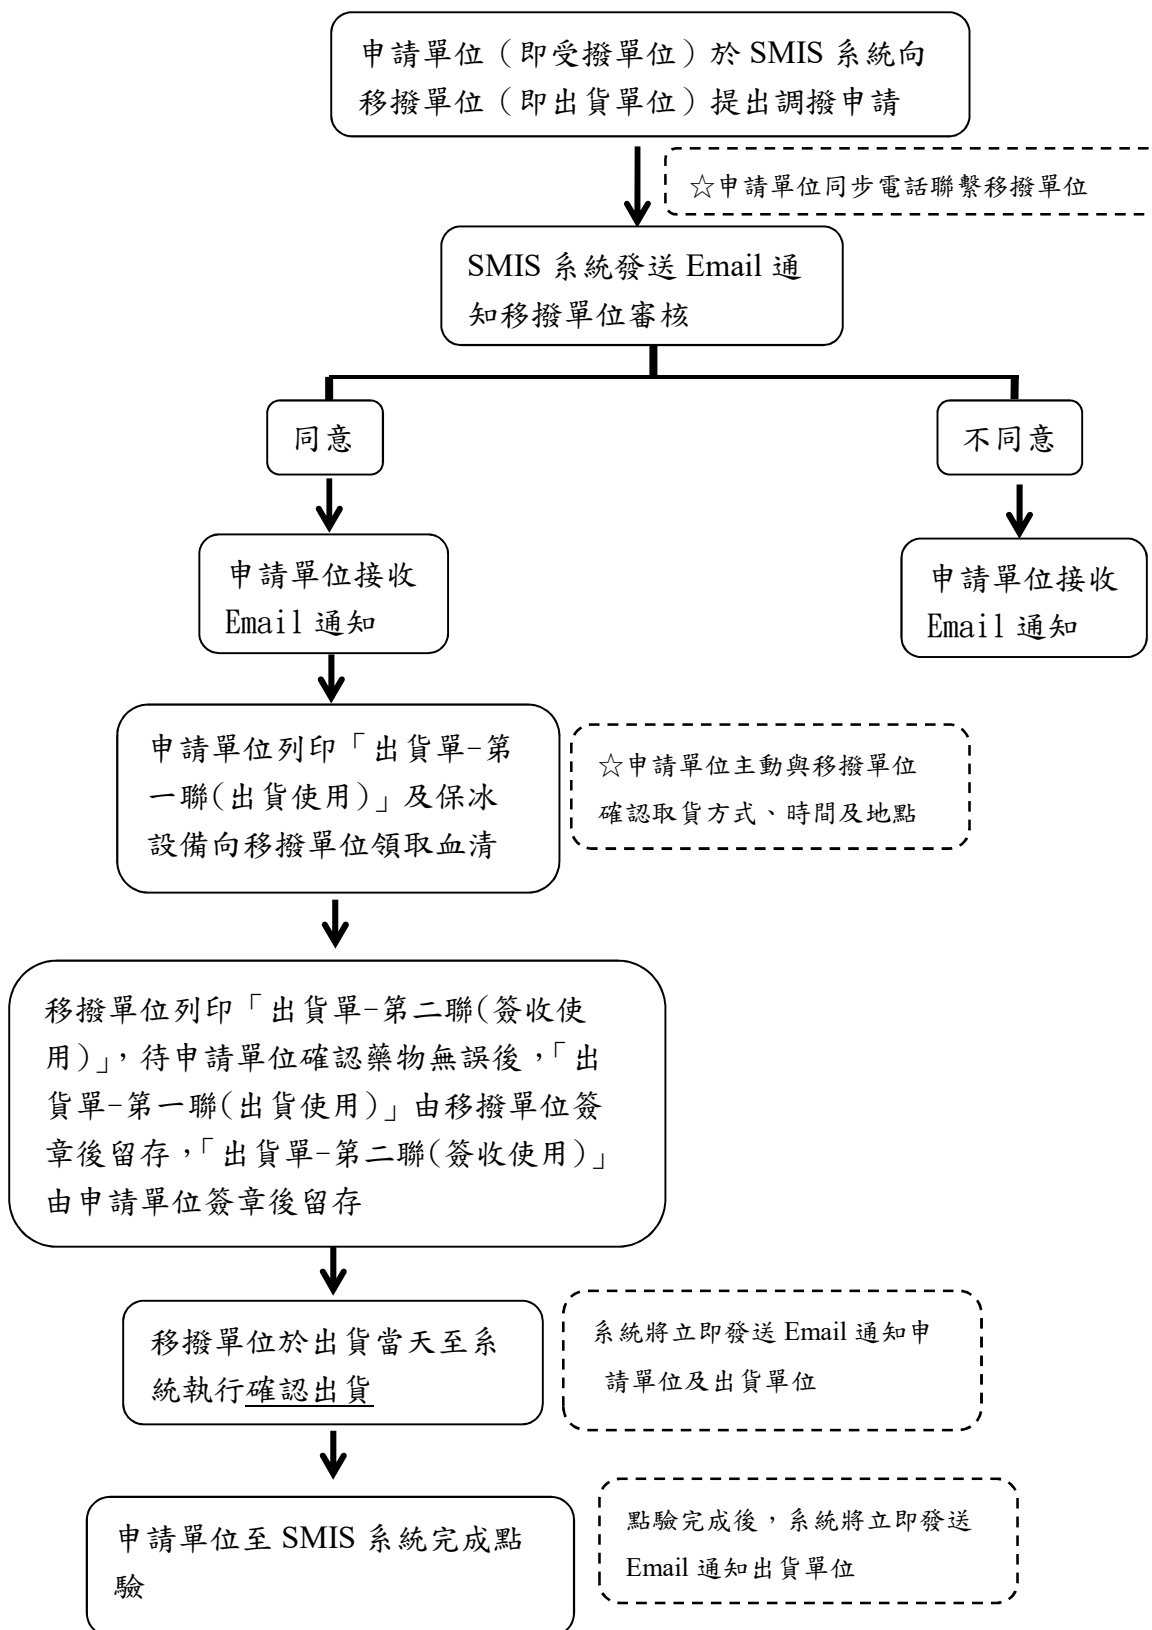 申請單位（即受撥單位）於 SMIS 系統向
移撥單位（即出貨單位）提出調撥申請
☆申請單位同步電話聯繫移撥單位
SMIS 系統發送 Email 通
知移撥單位審核
同意
不同意
申請單位接收
Email 通知
申請單位接收
Email 通知
申請單位列印「出貨單-第
一聯(出貨使用)」及保冰
設備向移撥單位領取血清
☆申請單位主動與移撥單位
確認取貨方式、時間及地點
移撥單位列印「出貨單-第二聯(簽收使
用)」，待申請單位確認藥物無誤後，「出
貨單-第一聯(出貨使用)」由移撥單位簽
章後留存，「出貨單-第二聯(簽收使用)」
由申請單位簽章後留存
移撥單位於出貨當天至系
統執行確認出貨
系統將立即發送 Email 通知申
請單位及出貨單位
申請單位至 SMIS 系統完成點
驗
點驗完成後，系統將立即發送
Email 通知出貨單位